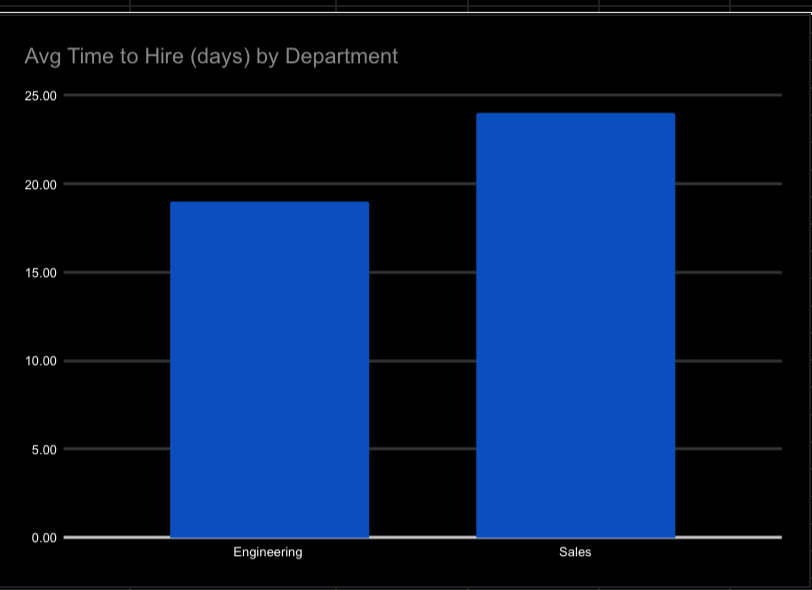 Avg Time to Hire (days) by Department
25.00
20.00
15.00
10.00
5.00
0.00
Engineering
Sales